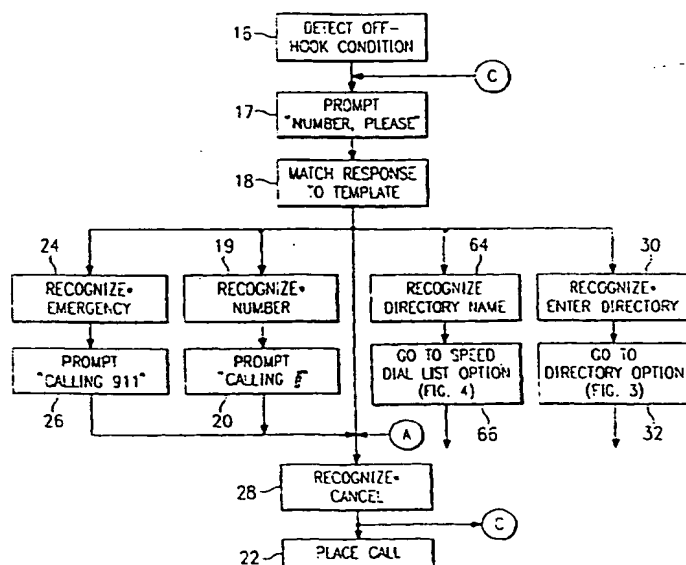 16
DETECT OFF-
HOOK CONDITION
C
17
PROMPT
"NUMBER, PLEASE"
18
MATCH RESPONSE
TO TEMPLATE
24
19
64
30
RECOGNIZE-
EMERGENCY
RECOGNIZE-
NUMBER
RECOGNIZE
DIRECTORY NAME
RECOGNIZE-
ENTER DIRECTORY
PROMPT
"CALLING 911"
PROMPT
"CALLING
GO TO SPEED
DIAL LIST OPTION
(FIG. 4)
GO TO
DIRECTORY OPTION
(FIG. 3)
26
20
A
66
32
28
RECOGNIZE-
CANCEL
C
22
PLACE CALL